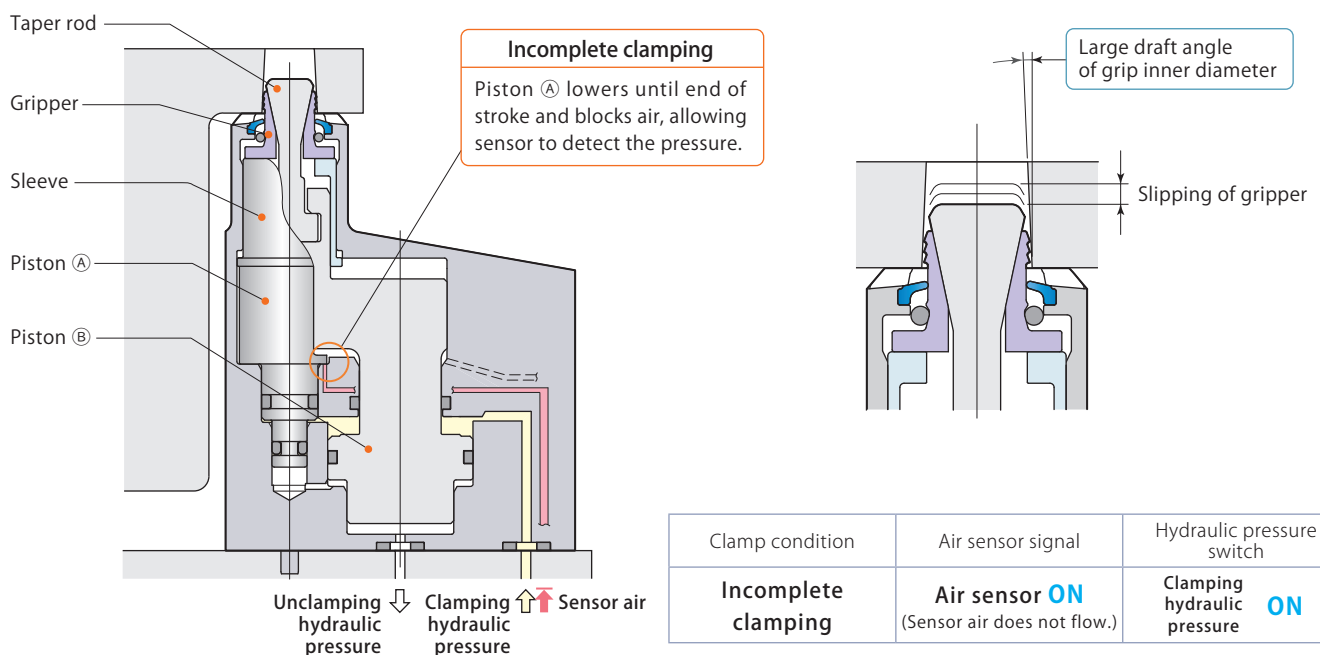 Taper rod
Gripper
Sleeve
Piston Ⓐ
Piston Ⓑ
Incomplete clamping
Piston Ⓐ lowers until end of
stroke and blocks air, allowing
sensor to detect the pressure.
Unclamping
hydraulic
pressure
Clamping
hydraulic
pressure
Sensor air
Large draft angle
of grip inner diameter
Slipping of gripper
Clamp condition
Air sensor signal
Hydraulic pressure
switch
Incomplete
clamping
Air sensor ON
(Sensor air does not flow.)
Clamping
hydraulic
pressure
ON